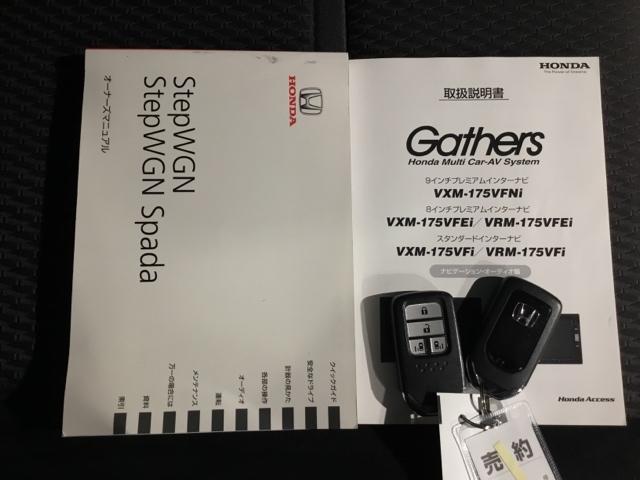 HONDA
StepWGN
StepWGN Spada
オーナーズマニュアル
クイックガイド
安全なドライブ
計器の見かた
各部の操作
オーディオ
運転
メンテナンス
万一の場合には
資料
索引
HONDA
The Power of Dreams
取扱説明書
Gathers
Honda Multi Car-AV System
9インチプレミアムインターナビ
VXM-175VFNi
8インチプレミアムインターナビ
VXM-175VFEi/VRM-175VFEi
スタンダードインターナビ
VXM-175VFi/VRM-175VFi
ナビゲーション・オーディオ編
Honda Access
売約